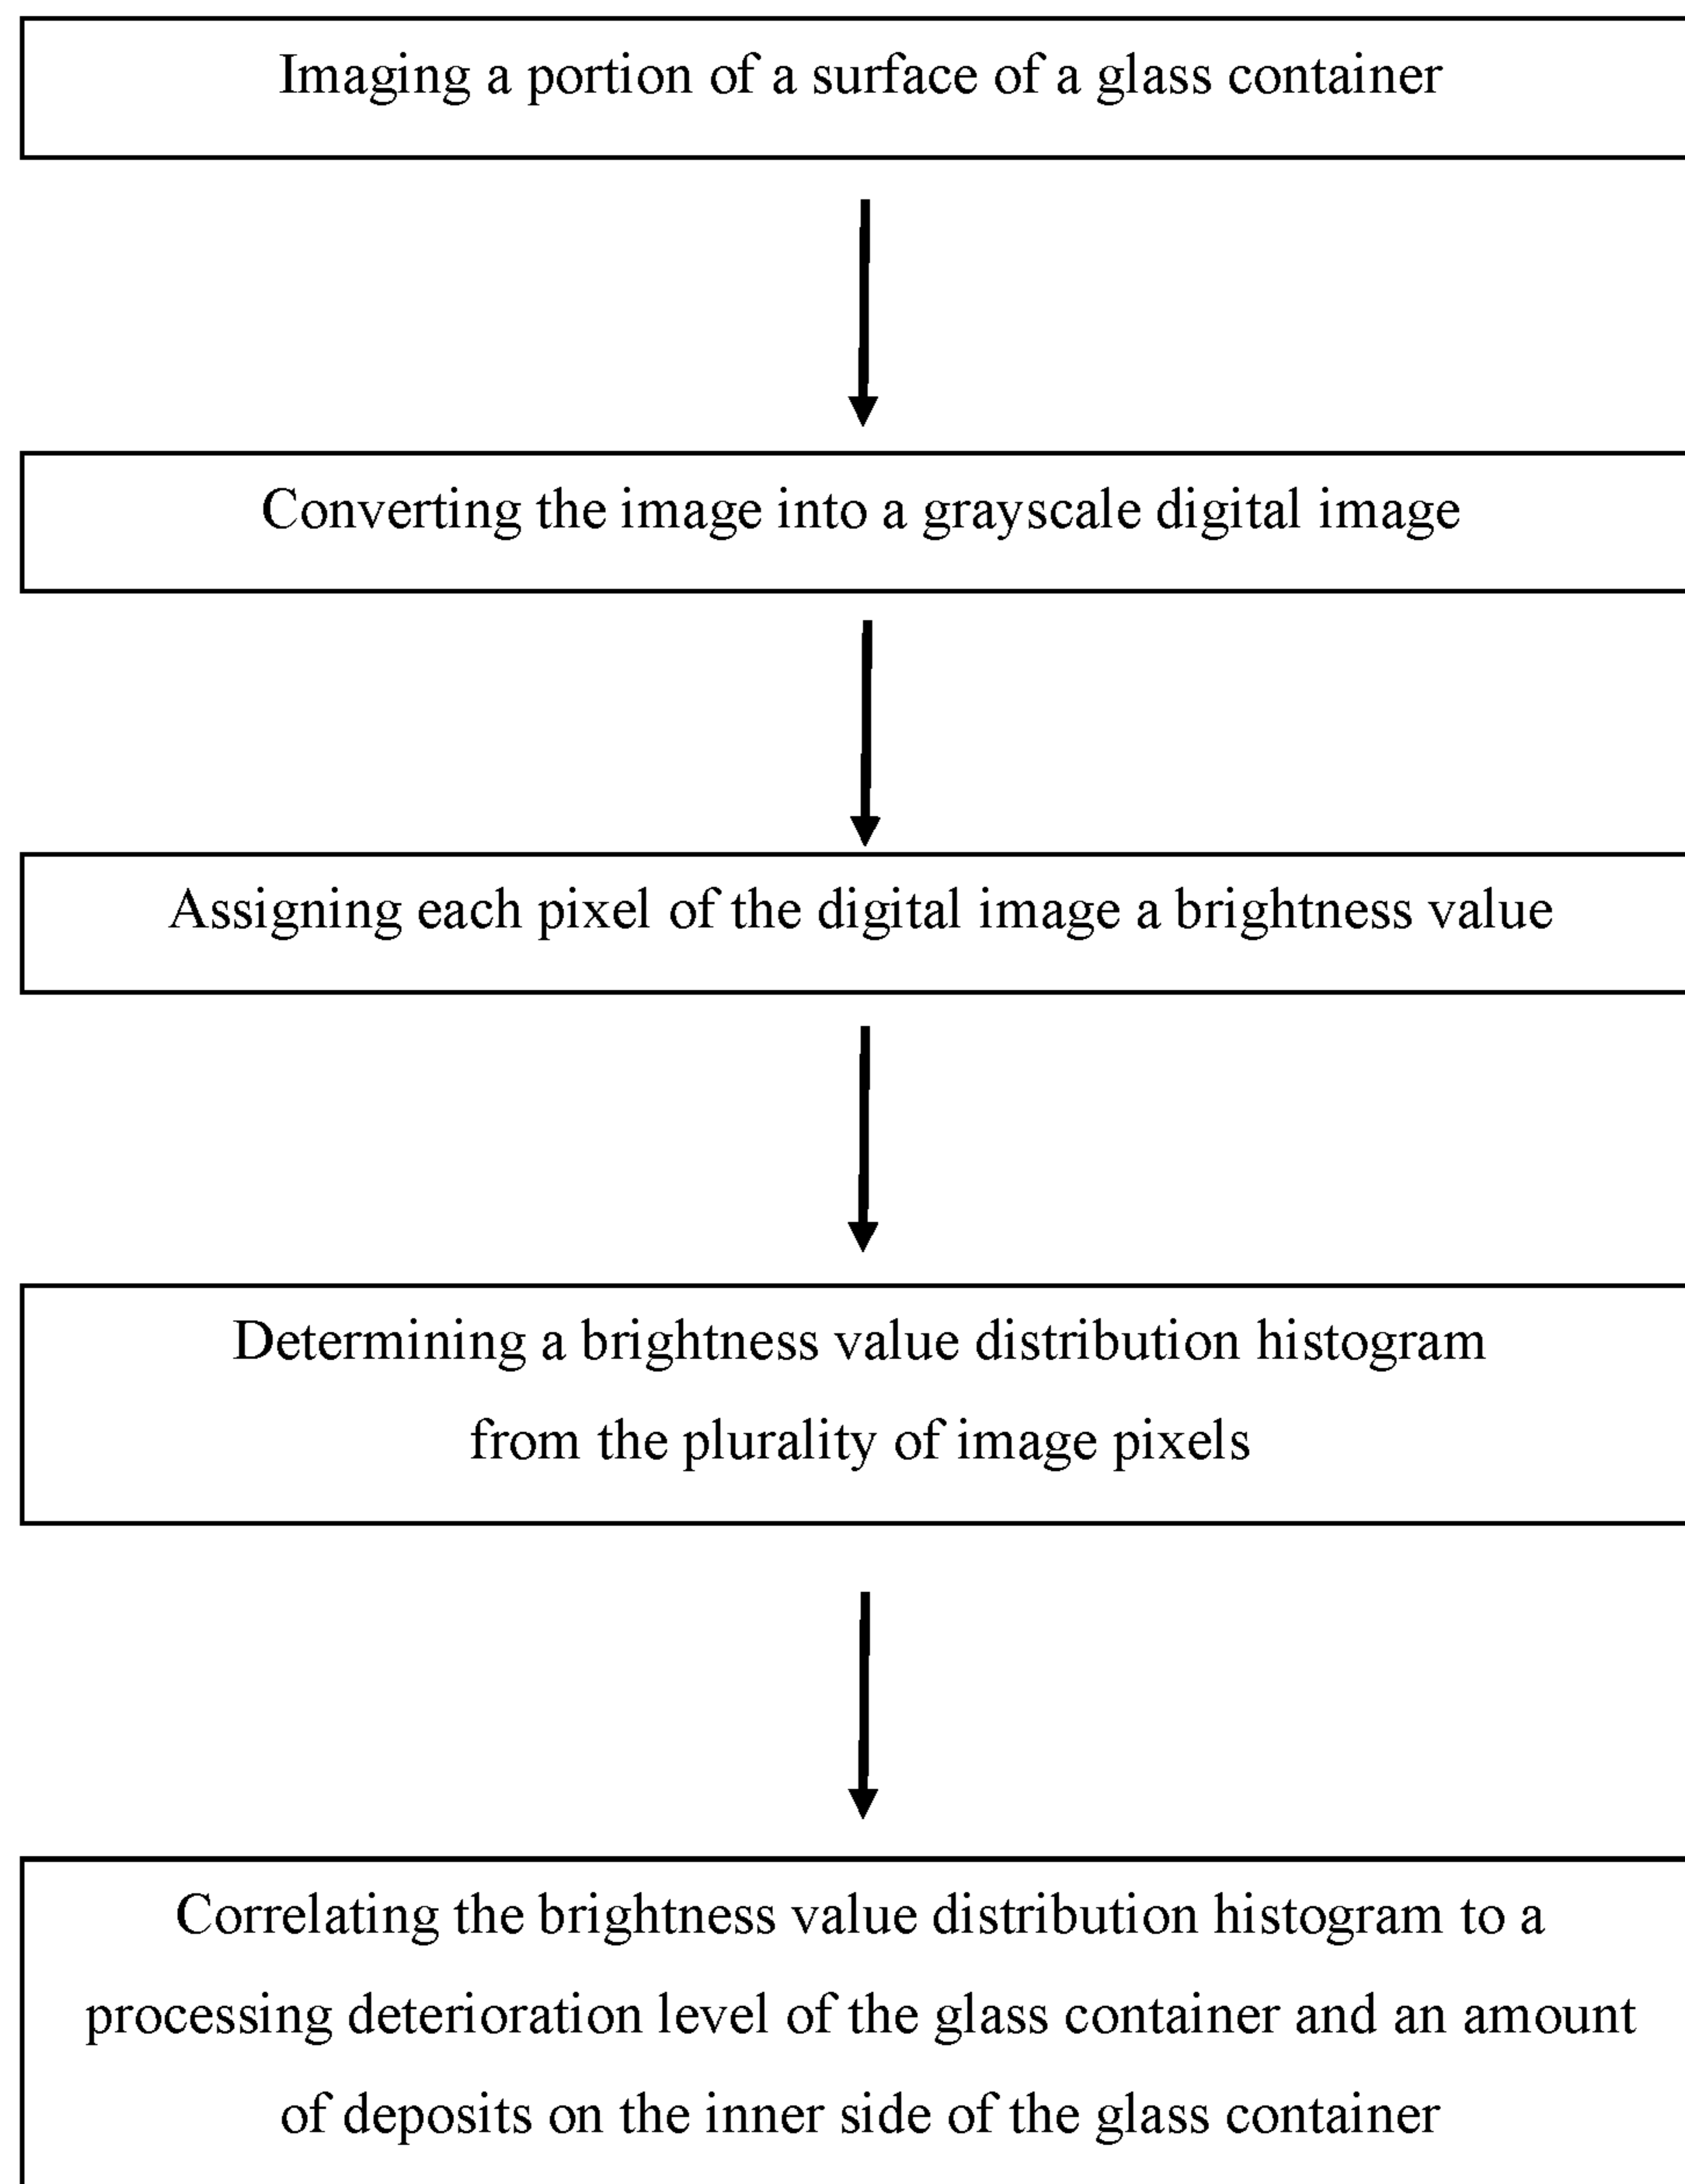 Imaging a portion of a surface of a glass container
Converting the image into a grayscale digital image
Assigning each pixel of the digital image a brightness value
Determining a brightness value distribution histogram
from the plurality of image pixels
Correlating the brightness value distribution histogram to a
processing deterioration level of the glass container and an amount
of deposits on the inner side of the glass container